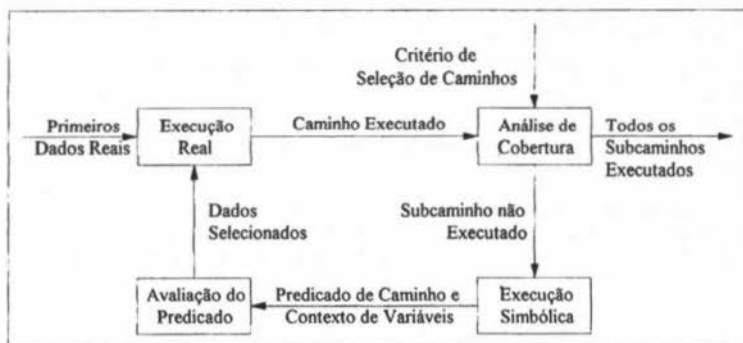 Critério de
Seleção de Caminhos
Primeiros
Dados Reais
Execução
Real
Caminho Executado
Análise de
Cobertura
Todos os
Subcaminhos
Executados
Dados
Selecionados
Subcaminho não
Executado
Avaliação do
Predicado
Predicado de Caminho e
Contexto de Variáveis
Execução
Simbólica